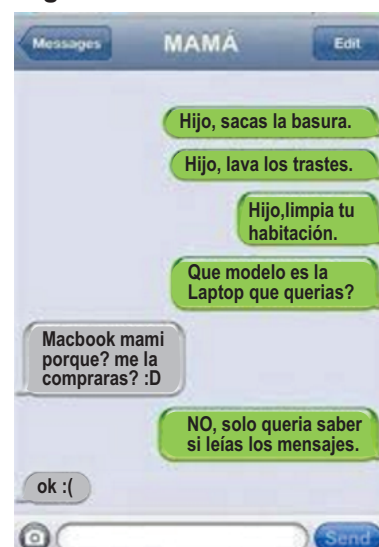 Messages
MAMÁ
Edit
Hijo, sacas la basura.
Hijo, lava los trastes.
Hijo,limpia tu
habitación.
Que modelo es la
Laptop que querias?
Macbook mami
porque? me la
compraras? :D
NO, solo queria saber
si leías los mensajes.
ok :(
Send